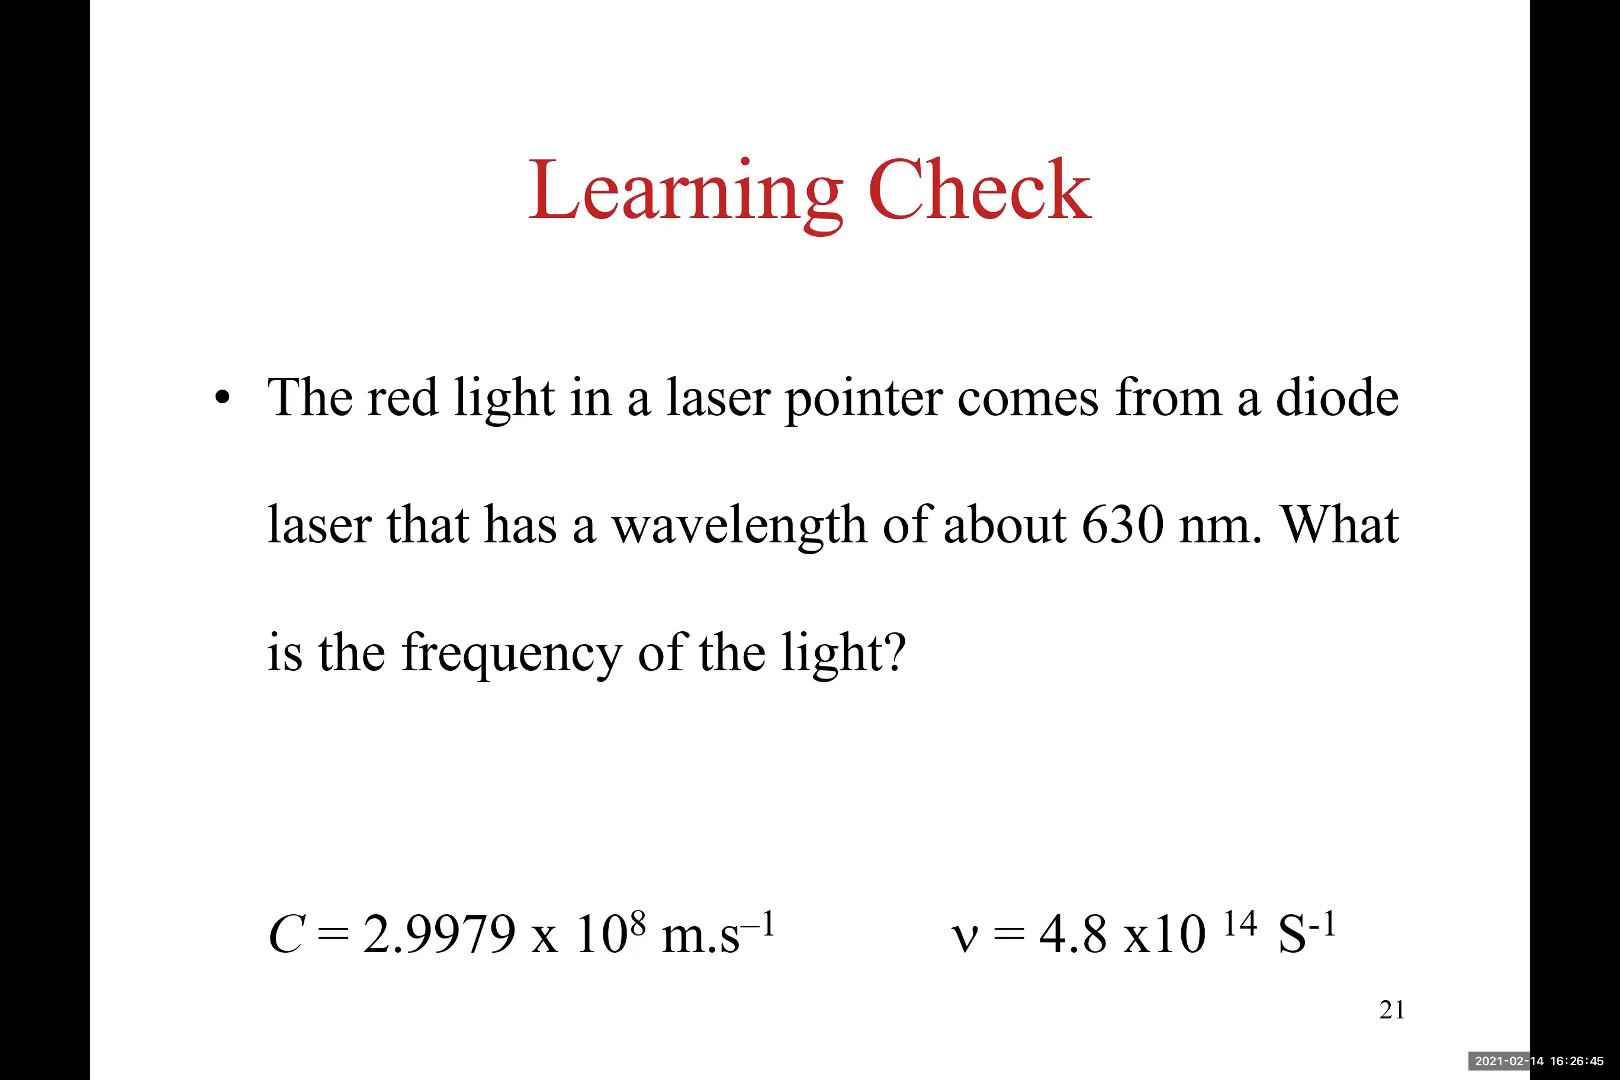 Learning Check
• The red light in a laser pointer comes from a diode
laser that has a wavelength of about 630 nm. What
is the frequency of the light?
C = 2.9979 x 10⁸ m.s⁻¹ ν = 4.8 x10 ¹⁴ S⁻¹
21
2021-02-14 16:26:45